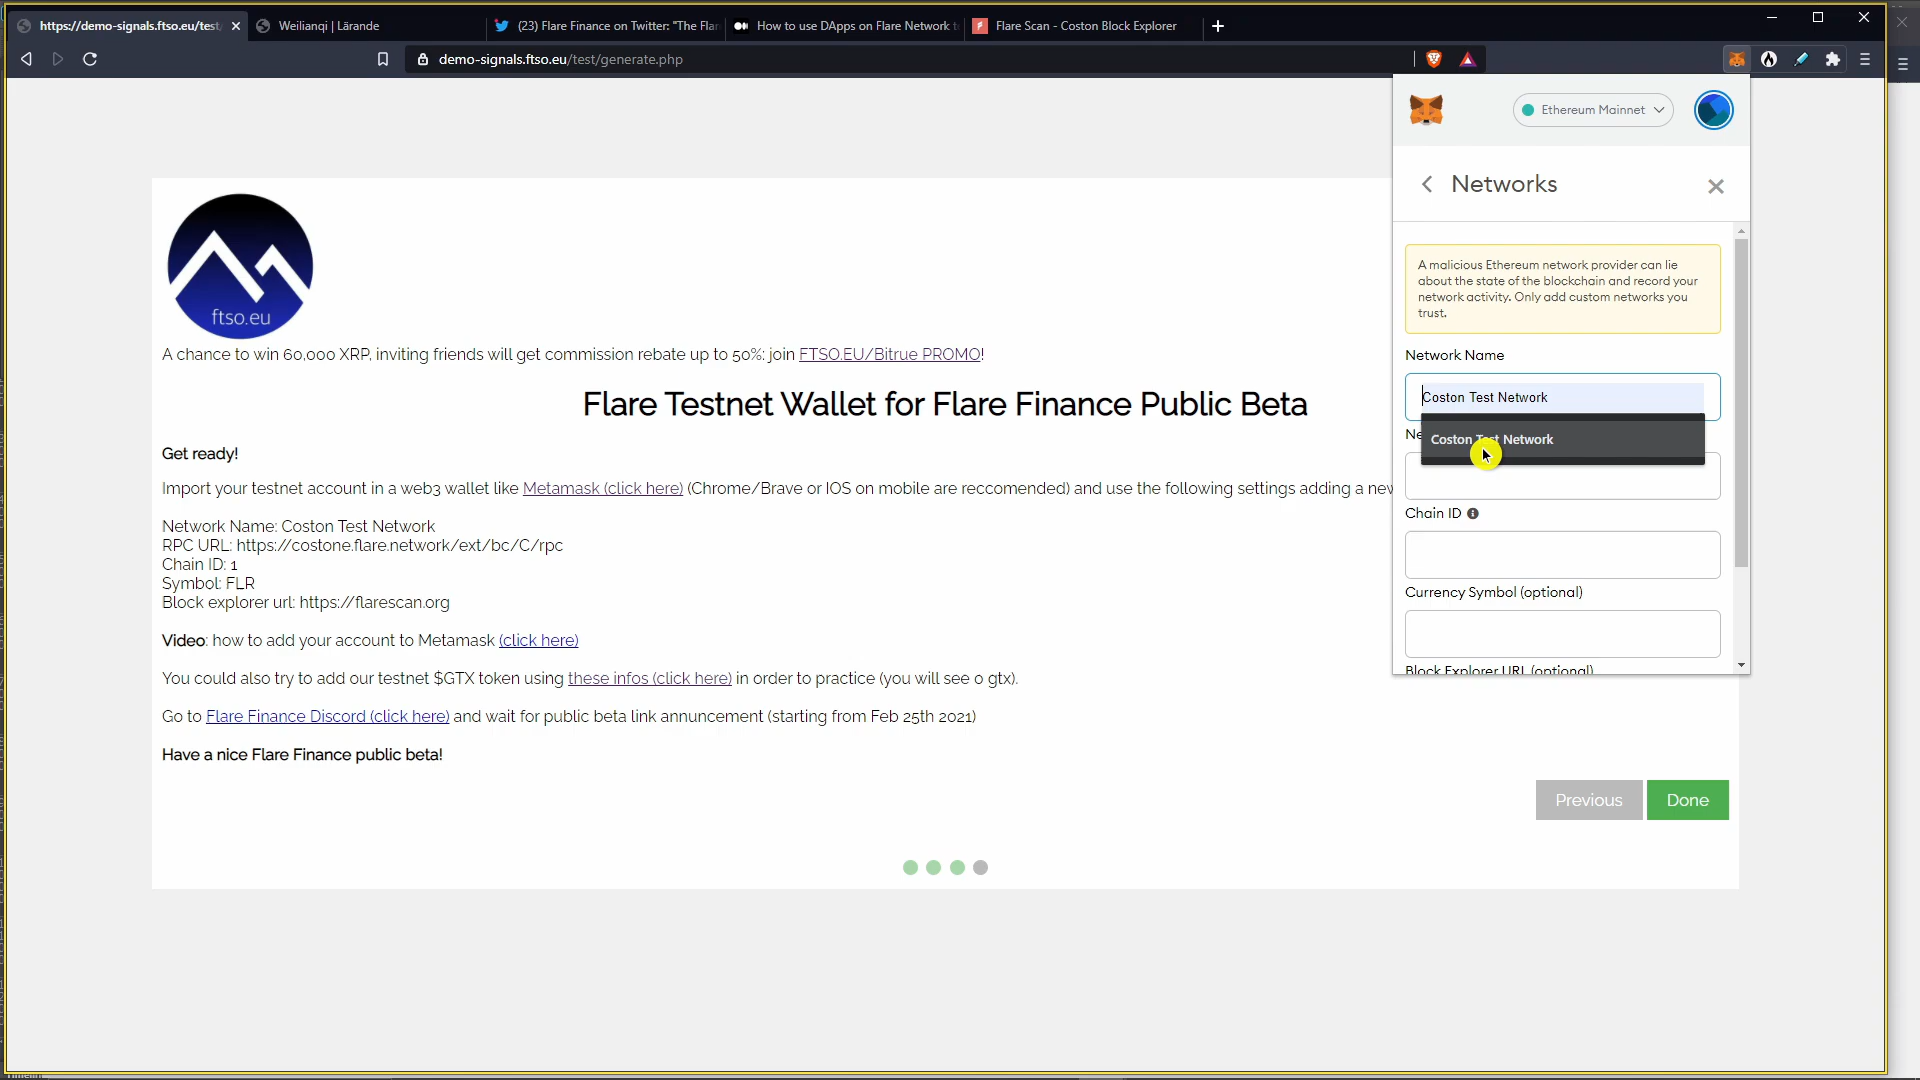 https://demo-signals.ftso.eu/test
Weilianqi | Lärande
(23) Flare Finance on Twitter: "The Flar
How to use DApps on Flare Network t
Flare Scan - Coston Block Explorer
demo-signals.ftso.eu/test/generate.php
Ethereum Mainnet
Networks
A malicious Ethereum network provider can lie
about the state of the blockchain and record your
network activity. Only add custom networks you
trust.
Network Name
Coston Test Network
Coston Test Network
Ne
Chain ID
Currency Symbol (optional)
Block Explorer URL (optional)
ftso.eu
A chance to win 60,000 XRP, inviting friends will get commission rebate up to 50%: join FTSO.EU/Bitrue PROMO!
Flare Testnet Wallet for Flare Finance Public Beta
Get ready!
Import your testnet account in a web3 wallet like Metamask (click here) (Chrome/Brave or IOS on mobile are reccomended) and use the following settings adding a new
Network Name: Coston Test Network
RPC URL: https://costone.flare.network/ext/bc/C/rpc
Chain ID: 1
Symbol: FLR
Block explorer url: https://flarescan.org
Video: how to add your account to Metamask (click here)
You could also try to add our testnet $GTX token using these infos (click here) in order to practice (you will see 0 gtx).
Go to Flare Finance Discord (click here) and wait for public beta link annuncement (starting from Feb 25th 2021)
Have a nice Flare Finance public beta!
Previous
Done